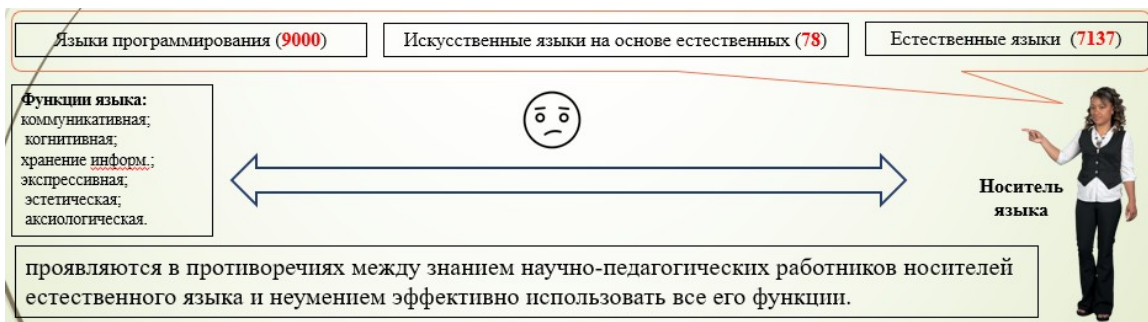 Языки программирования (9000)
Искусственные языки на основе естественных (78)
Естественные языки (7137)
Функции языка:
коммуникативная;
когнитивная;
хранение информ.;
экспрессивная;
эстетическая;
аксиологическая.
Носитель
языка
проявляются в противоречиях между знанием научно-педагогических работников носителей
естественного языка и неумением эффективно использовать все его функции.